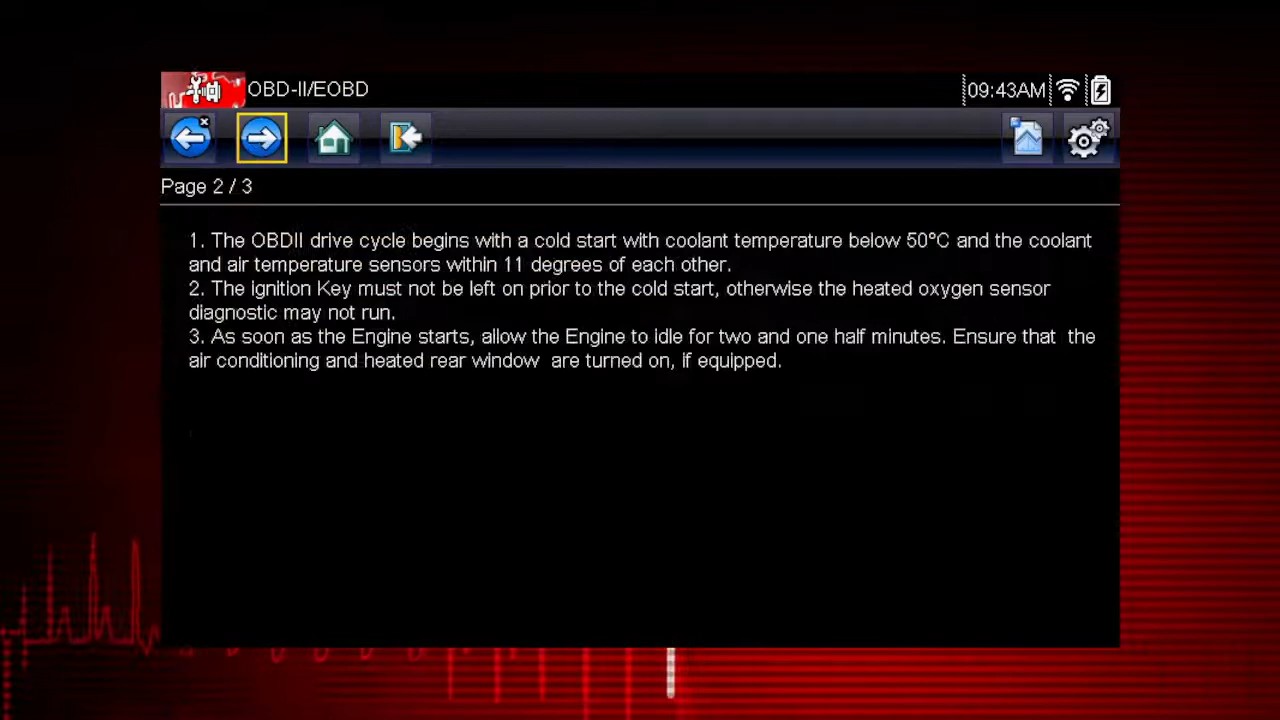 OBD-II/EOBD
09:43AM
Page 2 / 3
1. The OBDII drive cycle begins with a cold start with coolant temperature below 50°C and the coolant
and air temperature sensors within 11 degrees of each other.
2. The ignition Key must not be left on prior to the cold start, otherwise the heated oxygen sensor
diagnostic may not run.
3. As soon as the Engine starts, allow the Engine to idle for two and one half minutes. Ensure that  the
air conditioning and heated rear window  are turned on, if equipped.